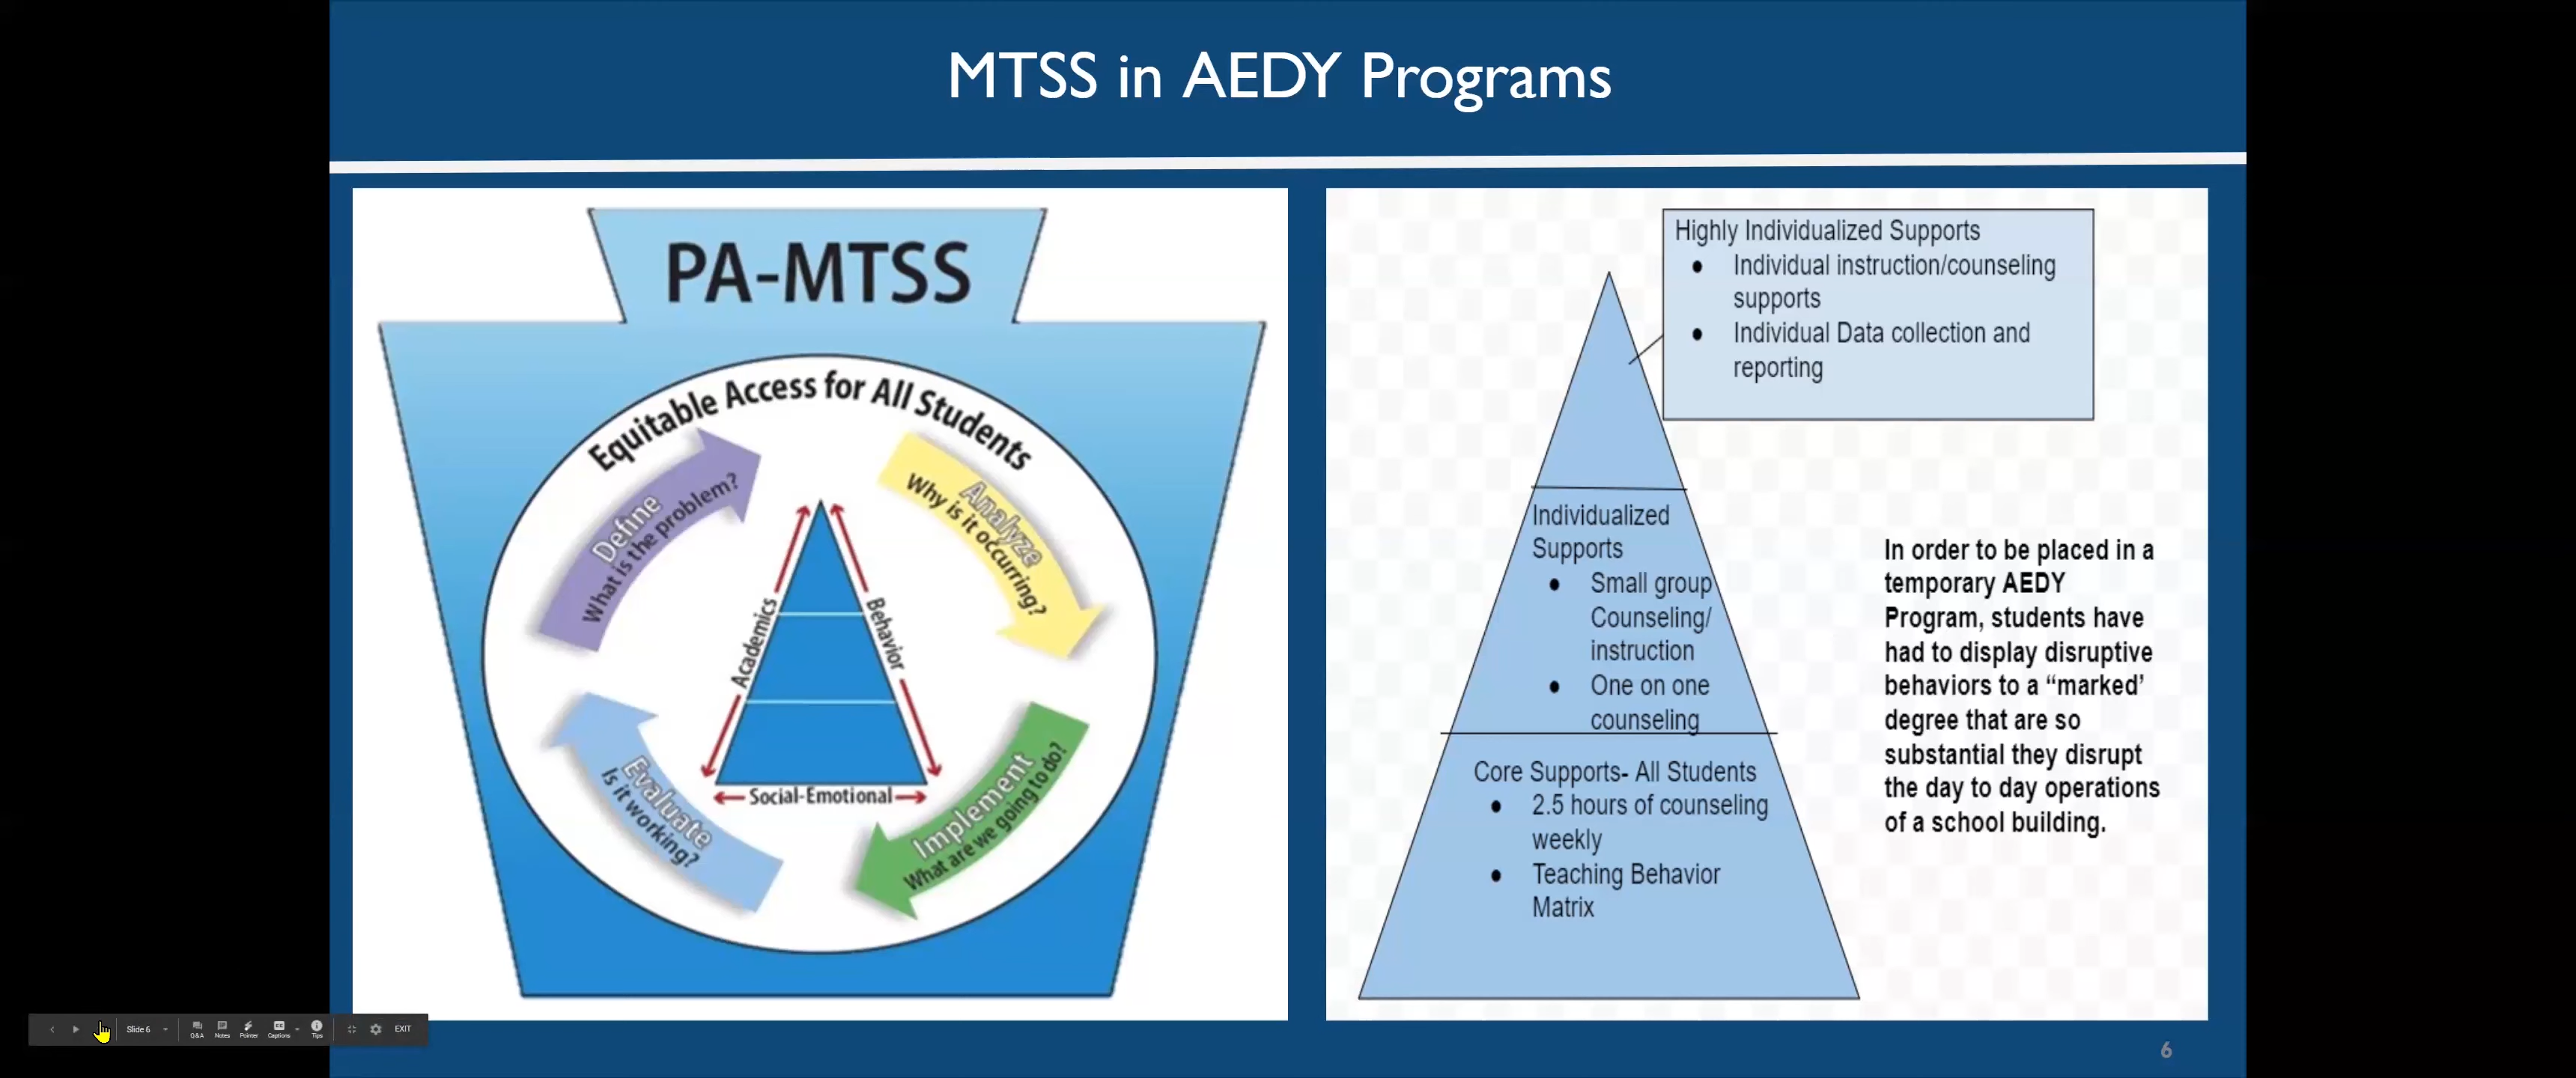 MTSS in AEDY Programs
PA-MTSS
Equitable Access for All Students
Define
What is the problem?
Analyze
Why is it occurring?
Implement
What are we going to do?
Evaluate
Is it working?
Academics
Behavior
Social-Emotional
Highly Individualized Supports
● Individual instruction/counseling
supports
● Individual Data collection and
reporting
Individualized
Supports
● Small group
Counseling/
instruction
● One on one
counseling
Core Supports- All Students
● 2.5 hours of counseling
weekly
● Teaching Behavior
Matrix
In order to be placed in a
temporary AEDY
Program, students have
had to display disruptive
behaviors to a “marked’
degree that are so
substantial they disrupt
the day to day operations
of a school building.
Slide 6
Q&A
Notes
Pointer
CC
Captions
Tips
EXIT
6